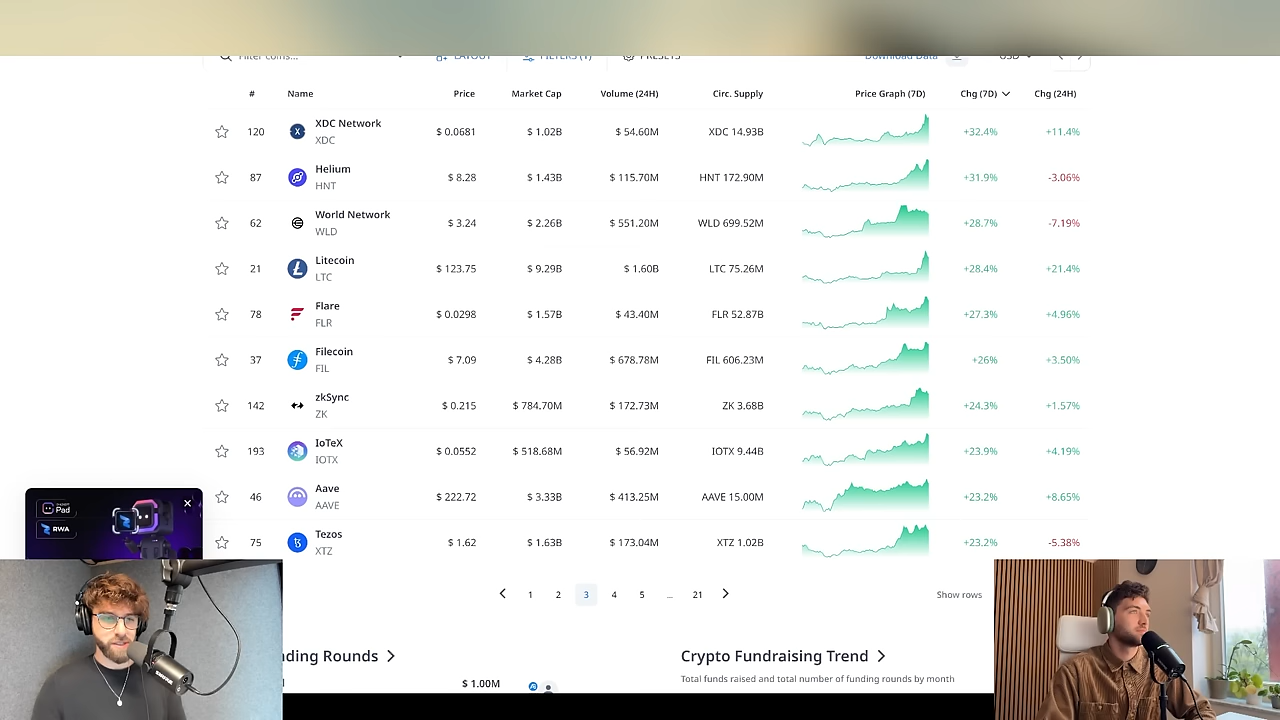 Filter coins...
LAYOUT
FILTERS (1)
PRESETS
Download Data
USD
# Name Price Market Cap Volume (24H) Circ. Supply Price Graph (7D) Chg (7D) Chg (24H)
120 XDC Network XDC $ 0.0681 $ 1.02B $ 54.60M XDC 14.93B +32.4% +11.4%
87 Helium HNT $ 8.28 $ 1.43B $ 115.70M HNT 172.90M +31.9% -3.06%
62 World Network WLD $ 3.24 $ 2.26B $ 551.20M WLD 699.52M +28.7% -7.19%
21 Litecoin LTC $ 123.75 $ 9.29B $ 1.60B LTC 75.26M +28.4% +21.4%
78 Flare FLR $ 0.0298 $ 1.57B $ 43.40M FLR 52.87B +27.3% +4.96%
37 Filecoin FIL $ 7.09 $ 4.28B $ 678.78M FIL 606.23M +26% +3.50%
142 zkSync ZK $ 0.215 $ 784.70M $ 172.73M ZK 3.68B +24.3% +1.57%
193 IoTeX IOTX $ 0.0552 $ 518.68M $ 56.92M IOTX 9.44B +23.9% +4.19%
46 Aave AAVE $ 222.72 $ 3.33B $ 413.25M AAVE 15.00M +23.2% +8.65%
75 Tezos XTZ $ 1.62 $ 1.63B $ 173.04M XTZ 1.02B +23.2% -5.38%
Pad
RWA
1 2 3 4 5 ... 21
Show rows
ding Rounds
Crypto Fundraising Trend
Total funds raised and total number of funding rounds by month
$ 1.00M
SHURE